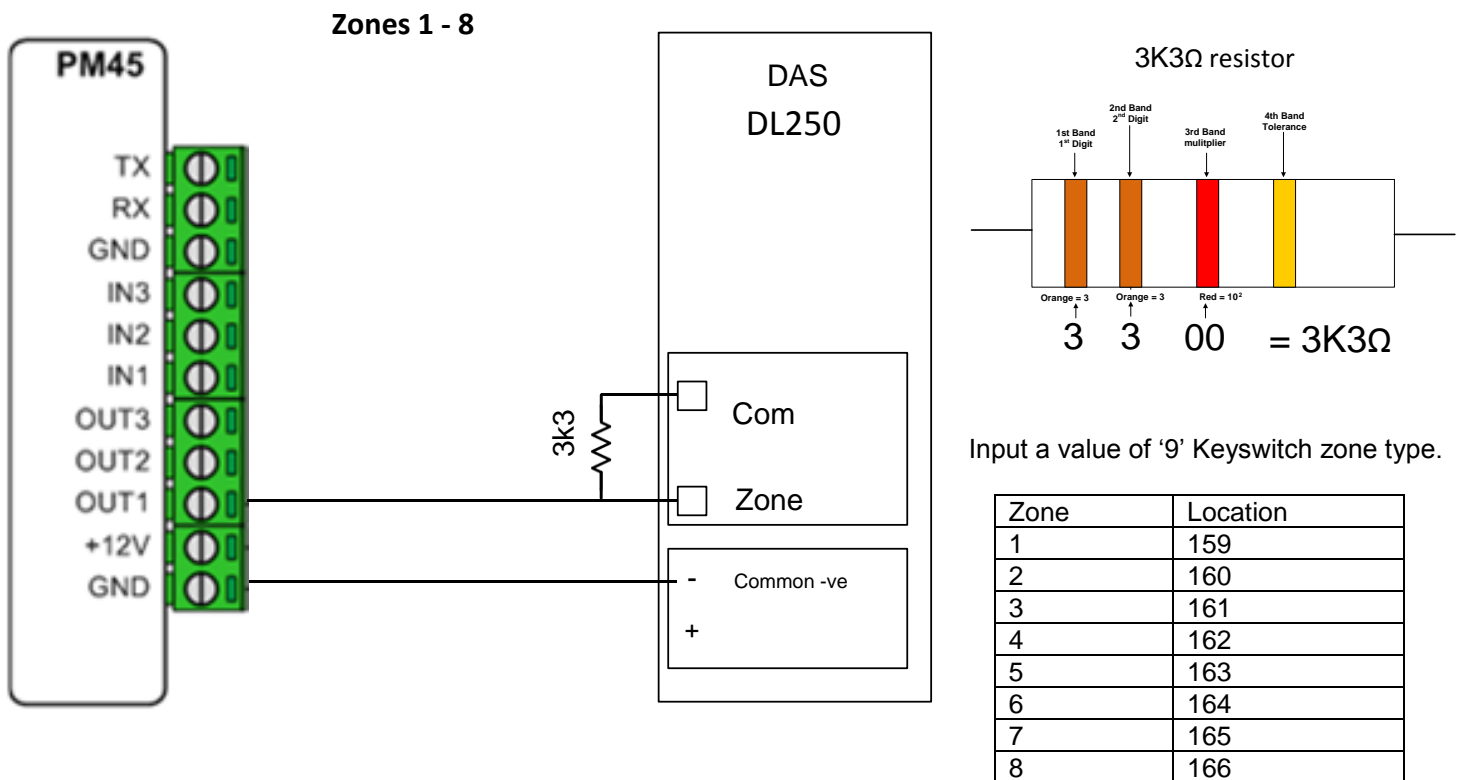 Zones 1 - 8
PM45
TX
RX
GND
IN3
IN2
IN1
OUT3
OUT2
OUT1
+12V
GND
3k3
DAS
DL250
Com
Zone
- Common -ve
+
3K3Ω resistor
1st Band
1st Digit
2nd Band
2nd Digit
3rd Band
mulitplier
4th Band
Tolerance
Orange = 3
Orange = 3
Red = 10²
3 3 00 = 3K3Ω
Input a value of ‘9’ Keyswitch zone type.
Zone Location
1 159
2 160
3 161
4 162
5 163
6 164
7 165
8 166